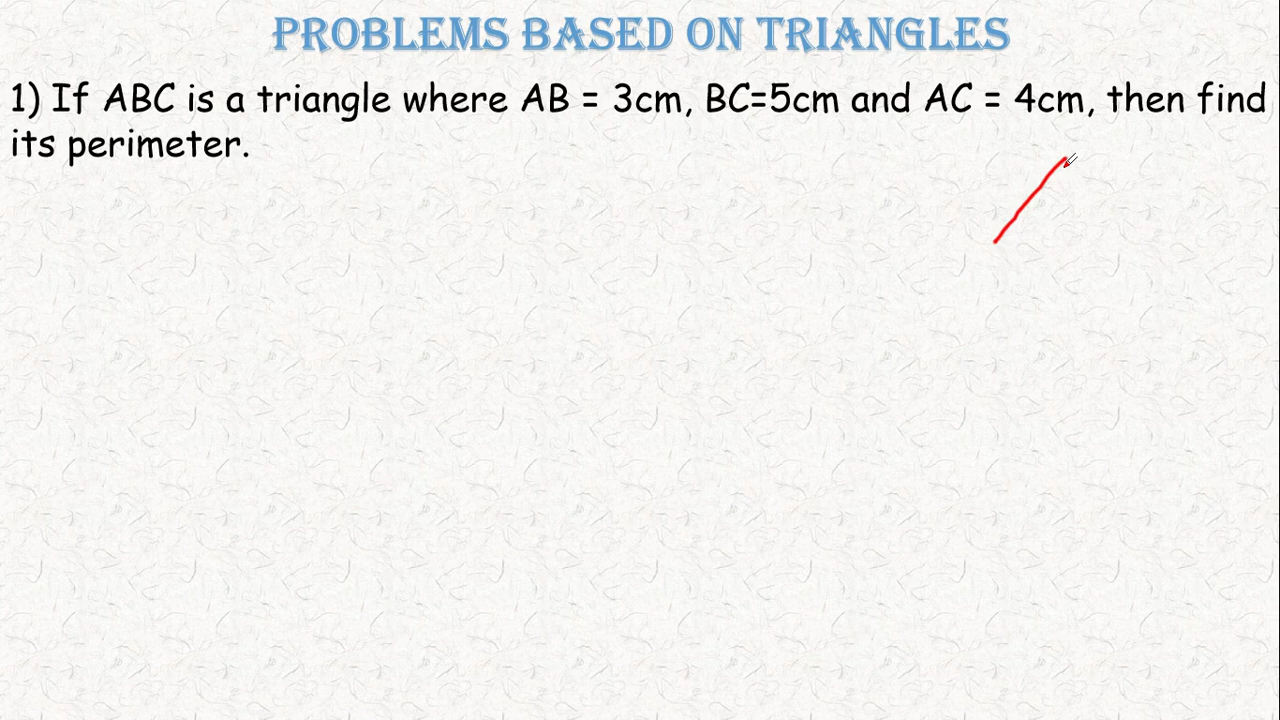 PROBLEMS BASED ON TRIANGLES
1) If ABC is a triangle where AB = 3cm, BC=5cm and AC = 4cm, then find
its perimeter.